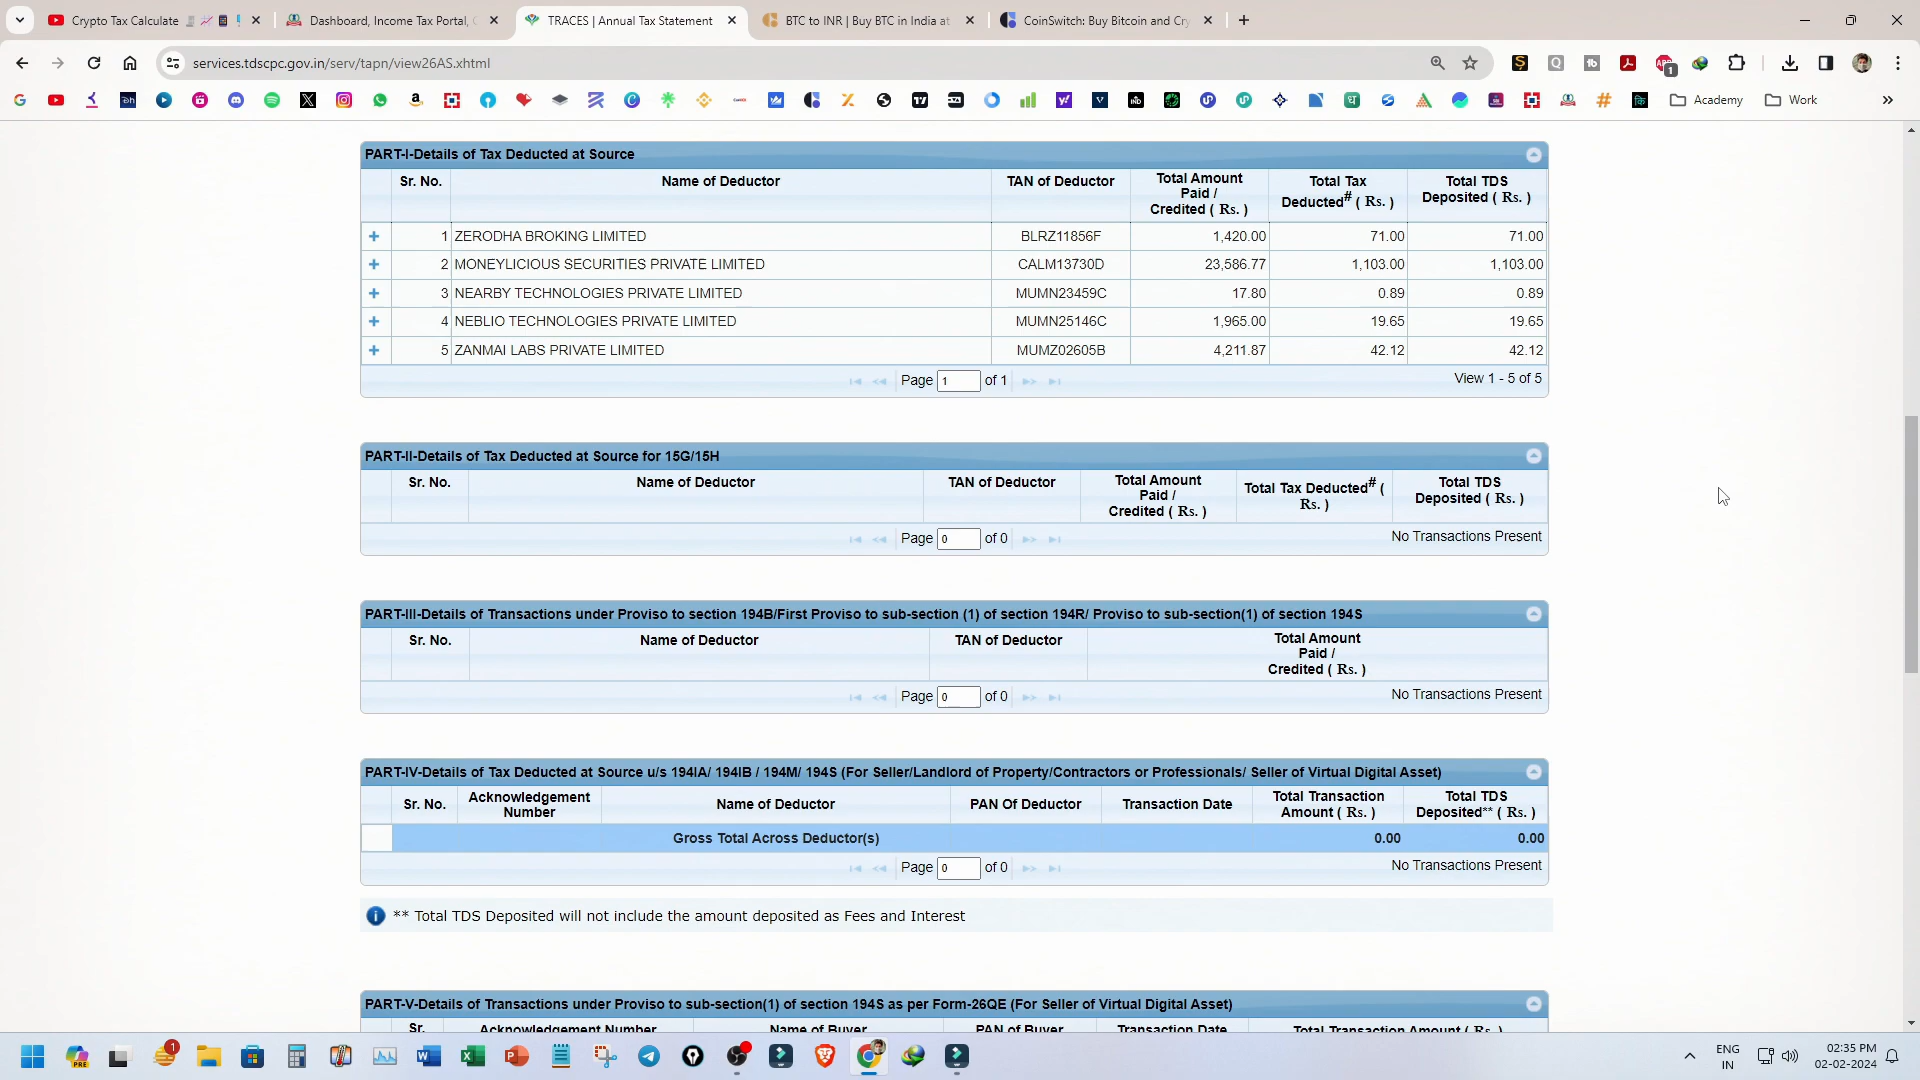 Crypto Tax Calculate
Dashboard, Income Tax Portal, G
TRACES | Annual Tax Statement
BTC to INR | Buy BTC in India at
CoinSwitch: Buy Bitcoin and Cry
services.tdscpc.gov.in/serv/tapn/view26AS.xhtml
Academy
Work
PART-I-Details of Tax Deducted at Source
Sr. No. Name of Deductor TAN of Deductor Total Amount Paid / Credited ( Rs. ) Total Tax Deducted# ( Rs. ) Total TDS Deposited ( Rs. )
+ 1 ZERODHA BROKING LIMITED BLRZ11856F 1,420.00 71.00 71.00
+ 2 MONEYLICIOUS SECURITIES PRIVATE LIMITED CALM13730D 23,586.77 1,103.00 1,103.00
+ 3 NEARBY TECHNOLOGIES PRIVATE LIMITED MUMN23459C 17.80 0.89 0.89
+ 4 NEBLIO TECHNOLOGIES PRIVATE LIMITED MUMN25146C 1,965.00 19.65 19.65
+ 5 ZANMAI LABS PRIVATE LIMITED MUMZ02605B 4,211.87 42.12 42.12
Page 1 of 1 View 1 - 5 of 5
PART-II-Details of Tax Deducted at Source for 15G/15H
Sr. No. Name of Deductor TAN of Deductor Total Amount Paid / Credited ( Rs. ) Total Tax Deducted# ( Rs. ) Total TDS Deposited ( Rs. )
Page 0 of 0 No Transactions Present
PART-III-Details of Transactions under Proviso to section 194B/First Proviso to sub-section (1) of section 194R/ Proviso to sub-section(1) of section 194S
Sr. No. Name of Deductor TAN of Deductor Total Amount Paid / Credited ( Rs. )
Page 0 of 0 No Transactions Present
PART-IV-Details of Tax Deducted at Source u/s 194IA/ 194IB / 194M/ 194S (For Seller/Landlord of Property/Contractors or Professionals/ Seller of Virtual Digital Asset)
Sr. No. Acknowledgement Number Name of Deductor PAN Of Deductor Transaction Date Total Transaction Amount ( Rs. ) Total TDS Deposited** ( Rs. )
Gross Total Across Deductor(s) 0.00 0.00
Page 0 of 0 No Transactions Present
** Total TDS Deposited will not include the amount deposited as Fees and Interest
PART-V-Details of Transactions under Proviso to sub-section(1) of section 194S as per Form-26QE (For Seller of Virtual Digital Asset)
Sr. Acknowledgement Number Name of Buyer PAN of Buyer Transaction Date Total Transaction Amount ( Rs. )
ENG
IN
02:35 PM
02-02-2024